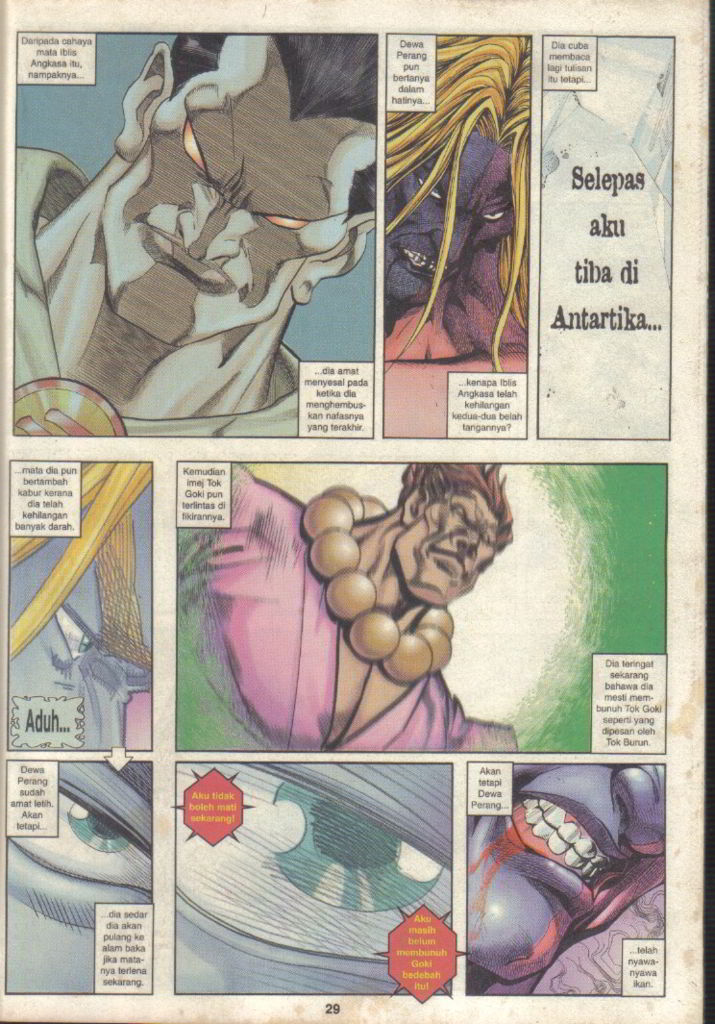 Daripada cahaya
mata Iblis
Angkasa itu,
nampaknya...
...dia amat
menyesal pada
ketika dia
menghembus-
kan nafasnya
yang terakhir.
Dewa
Perang
pun
bertanya
dalam
hatinya...
...kenapa Iblis
Angkasa telah
kehilangan
kedua-dua belah
tangannya?
Dia cuba
membaca
lagi tulisan
itu tetapi...
Selepas
aku
tiba di
Antartika...
...mata dia pun
bertambah
kabur kerana
dia telah
kehilangan
banyak darah.
Aduh...
Kemudian
imej Tok
Goki pun
terlintas di
fikirannya.
Dia teringat
sekarang
bahawa dia
mesti mem-
bunuh Tok Goki
seperti yang
dipesan oleh
Tok Burun.
Dewa
Perang
sudah
amat letih.
Akan
tetapi...
...dia sedar
dia akan
pulang ke
alam baka
jika mata-
nya terlena
sekarang.
Aku tidak
boleh mati
sekarang!
Aku
masih
belum
membunuh
Goki
bedebah
itu!
Akan
tetapi
Dewa
Perang...
...telah
nyawa-
nyawa
ikan.
29